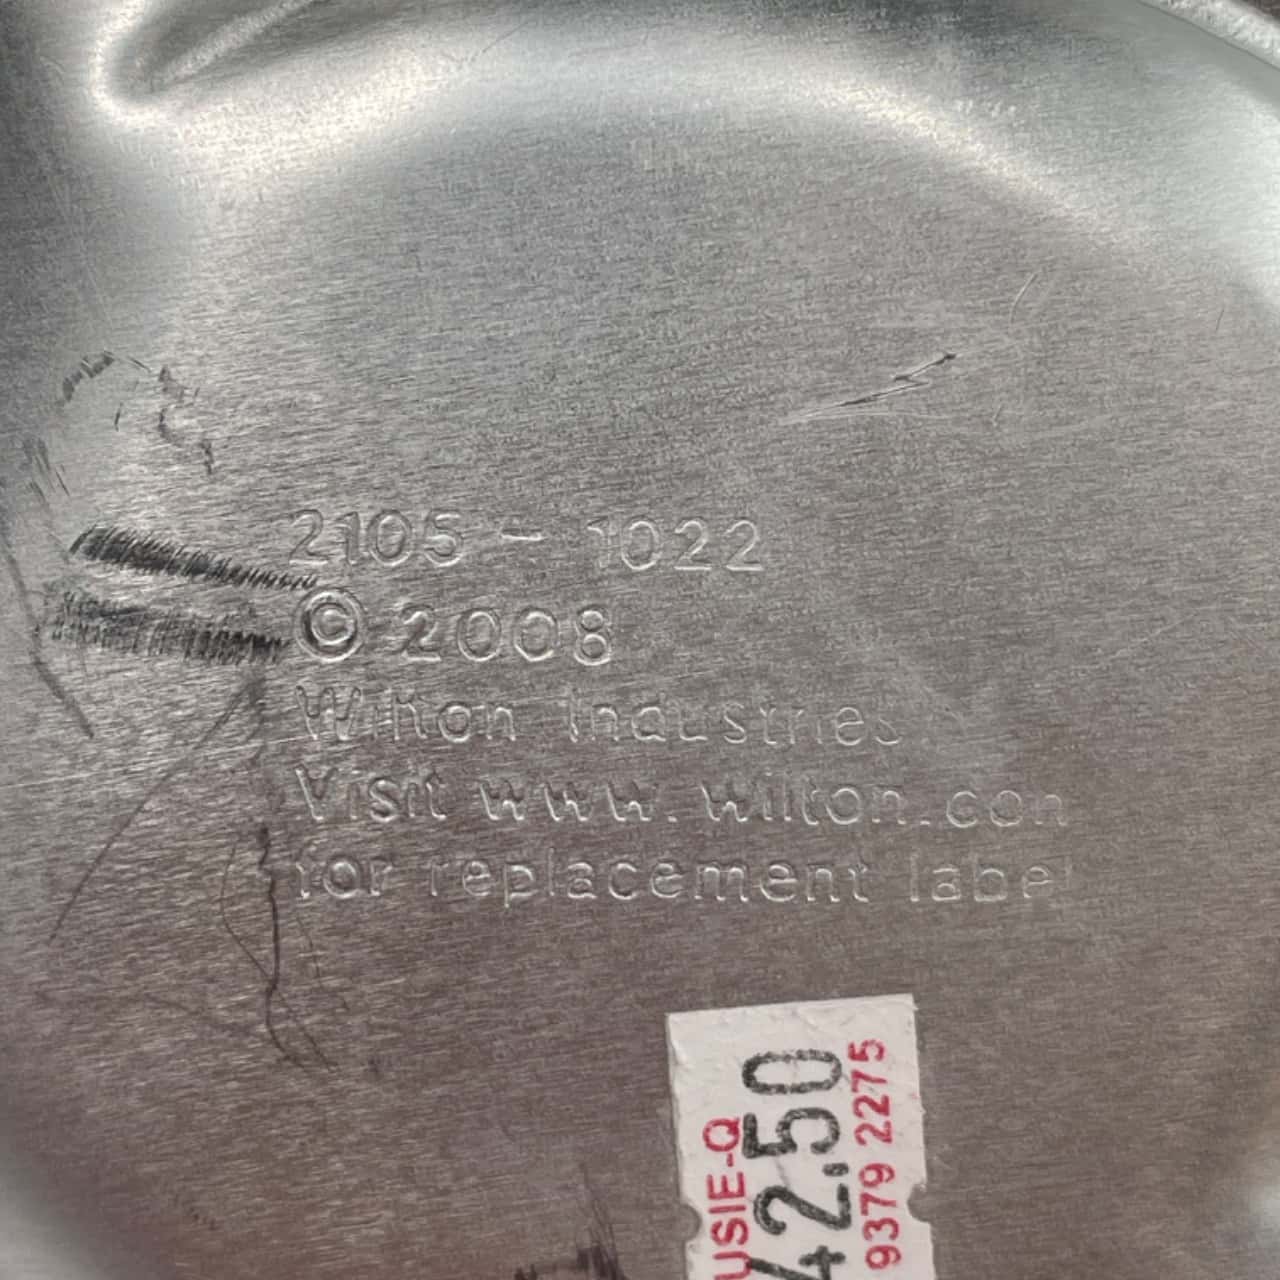 2105 - 1022
© 2008
Wilton Industries
Visit www.wilton.com
for replacement label
USIE-Q
42.50
9379 2275